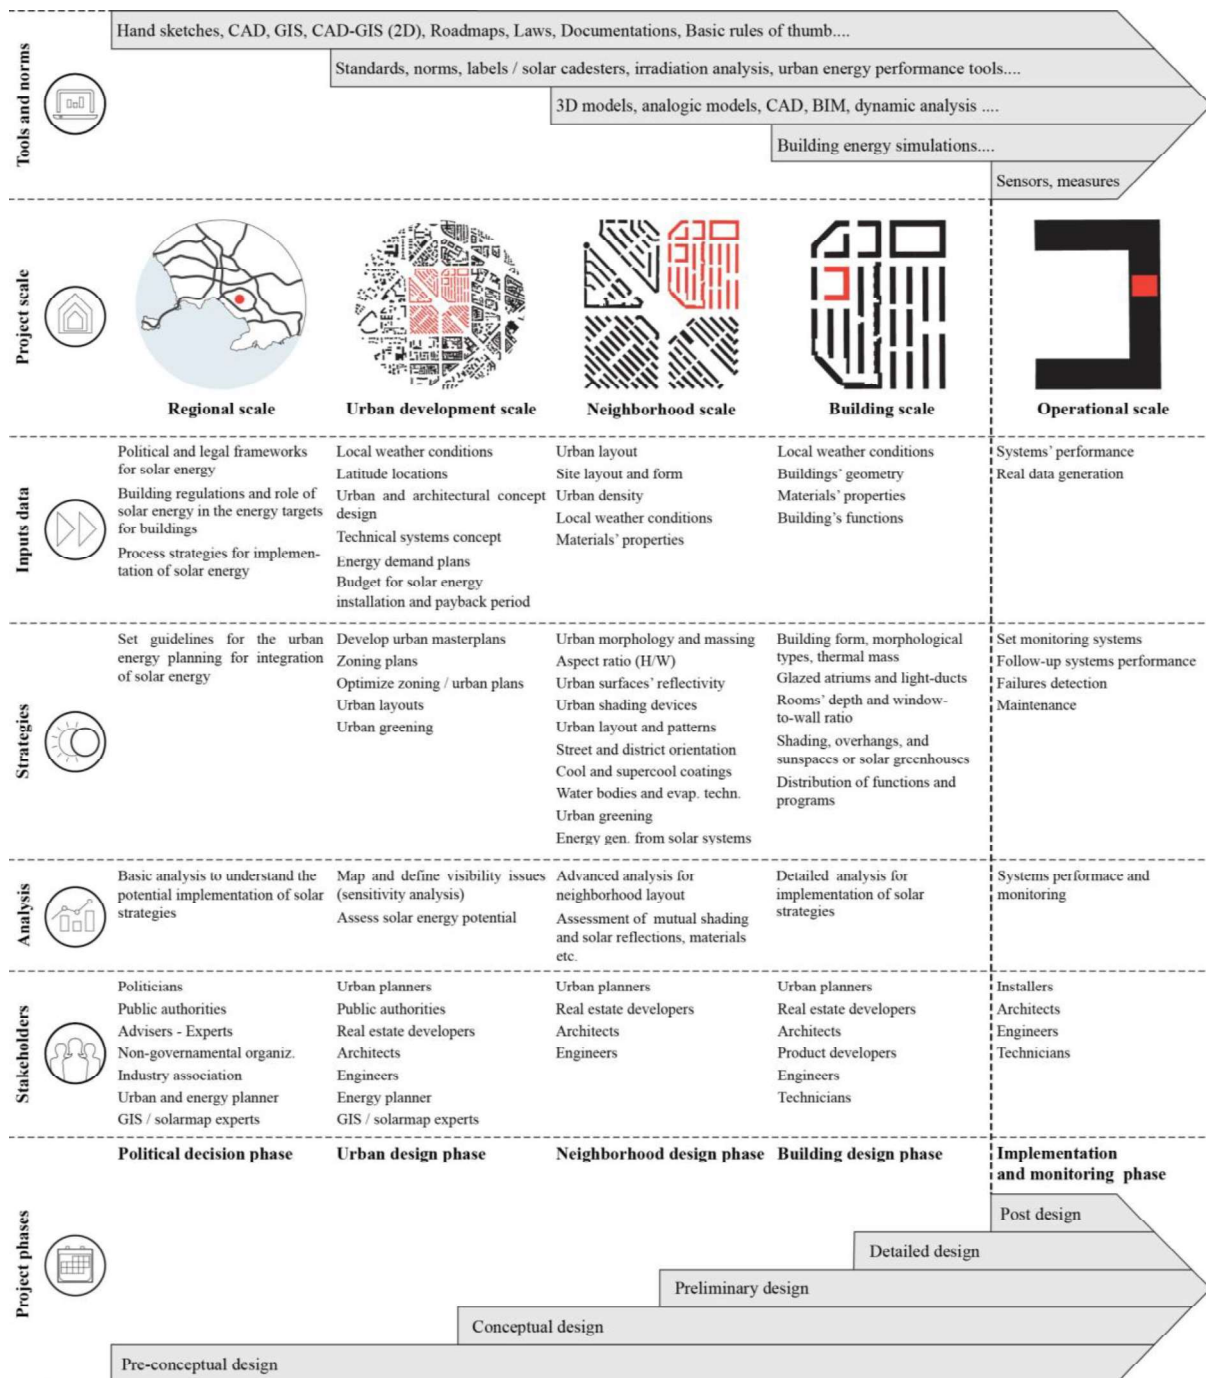 Tools and norms
Hand sketches, CAD, GIS, CAD-GIS (2D), Roadmaps, Laws, Documentations, Basic rules of thumb....
Standards, norms, labels / solar cadesters, irradiation analysis, urban energy performance tools....
3D models, analogic models, CAD, BIM, dynamic analysis ....
Building energy simulations....
Sensors, measures
Project scale
Regional scale
Urban development scale
Neighborhood scale
Building scale
Operational scale
Inputs data
Political and legal frameworks
for solar energy
Building regulations and role of
solar energy in the energy targets
for buildings
Process strategies for implemen-
tation of solar energy
Local weather conditions
Latitude locations
Urban and architectural concept
design
Technical systems concept
Energy demand plans
Budget for solar energy
installation and payback period
Urban layout
Site layout and form
Urban density
Local weather conditions
Materials' properties
Local weather conditions
Buildings' geometry
Materials' properties
Building's functions
Systems' performance
Real data generation
Strategies
Set guidelines for the urban
energy planning for integration
of solar energy
Develop urban masterplans
Zoning plans
Optimize zoning / urban plans
Urban layouts
Urban greening
Urban morphology and massing
Aspect ratio (H/W)
Urban surfaces' reflectivity
Urban shading devices
Urban layout and patterns
Street and district orientation
Cool and supercool coatings
Water bodies and evap. techn.
Urban greening
Energy gen. from solar systems
Building form, morphological
types, thermal mass
Glazed atriums and light-ducts
Rooms' depth and window-
to-wall ratio
Shading, overhangs, and
sunspaces or solar greenhouses
Distribution of functions and
programs
Set monitoring systems
Follow-up systems performance
Failures detection
Maintenance
Analysis
Basic analysis to understand the
potential implementation of solar
strategies
Map and define visibility issues
(sensitivity analysis)
Assess solar energy potential
Advanced analysis for
neighborhood layout
Assessment of mutual shading
and solar reflections, materials
etc.
Detailed analysis for
implementation of solar
strategies
Systems performace and
monitoring
Stakeholders
Politicians
Public authorities
Advisers - Experts
Non-governamental organiz.
Industry association
Urban and energy planner
GIS / solarmap experts
Urban planners
Public authorities
Real estate developers
Architects
Engineers
Energy planner
GIS / solarmap experts
Urban planners
Real estate developers
Architects
Engineers
Urban planners
Real estate developers
Architects
Product developers
Engineers
Technicians
Installers
Architects
Engineers
Technicians
Project phases
Political decision phase
Urban design phase
Neighborhood design phase
Building design phase
Implementation
and monitoring phase
Post design
Detailed design
Preliminary design
Conceptual design
Pre-conceptual design